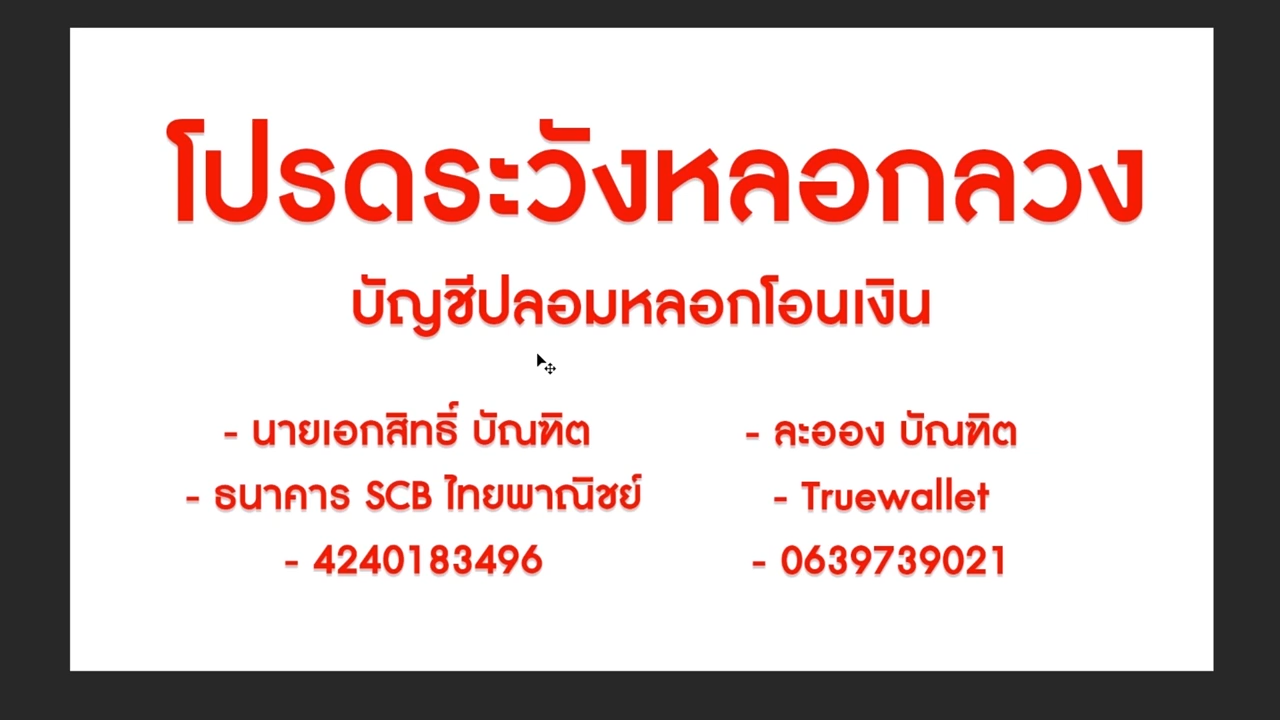 โปรดระวังหลอกลวง
บัญชีปลอมหลอกโอนเงิน
- นายเอกสิทธิ์ บัณฑิต
- ธนาคาร SCB ไทยพาณิชย์
- 4240183496
- ละออง บัณฑิต
- Truewallet
- 0639739021